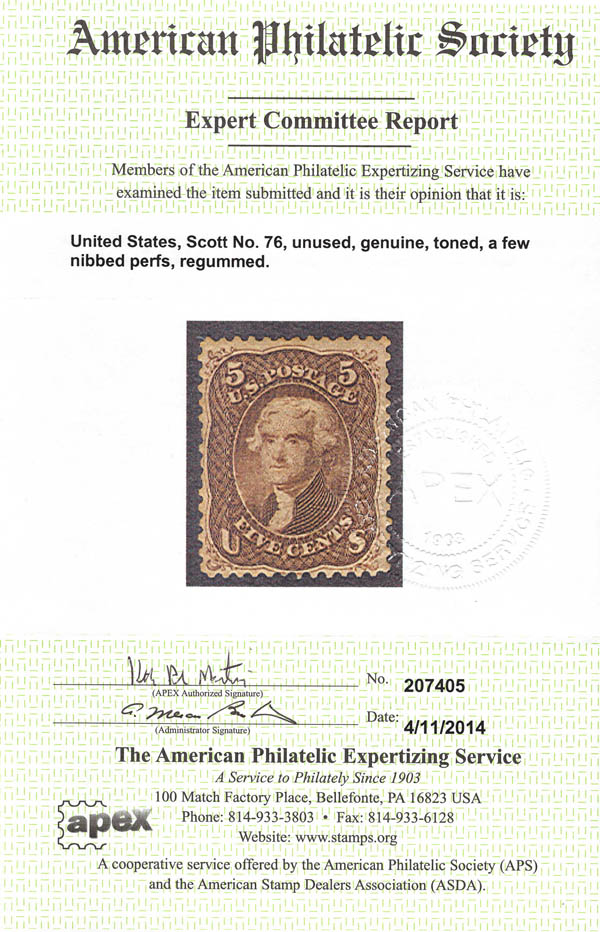 American Philatelic Society
Expert Committee Report
Members of the American Philatelic Expertizing Service have
examined the item submitted and it is their opinion that it is:
United States, Scott No. 76, unused, genuine, toned, a few
nibbed perfs, regummed.
5 5
U.S. POSTAGE
FIVE CENTS
U S
APEX
1903
No. 207405
(APEX Authorized Signature)
Date: 4/11/2014
(Administrator Signature)
The American Philatelic Expertizing Service
A Service to Philately Since 1903
100 Match Factory Place, Bellefonte, PA 16823 USA
Phone: 814-933-3803 • Fax: 814-933-6128
Website: www.stamps.org
apex
A cooperative service offered by the American Philatelic Society (APS)
and the American Stamp Dealers Association (ASDA).